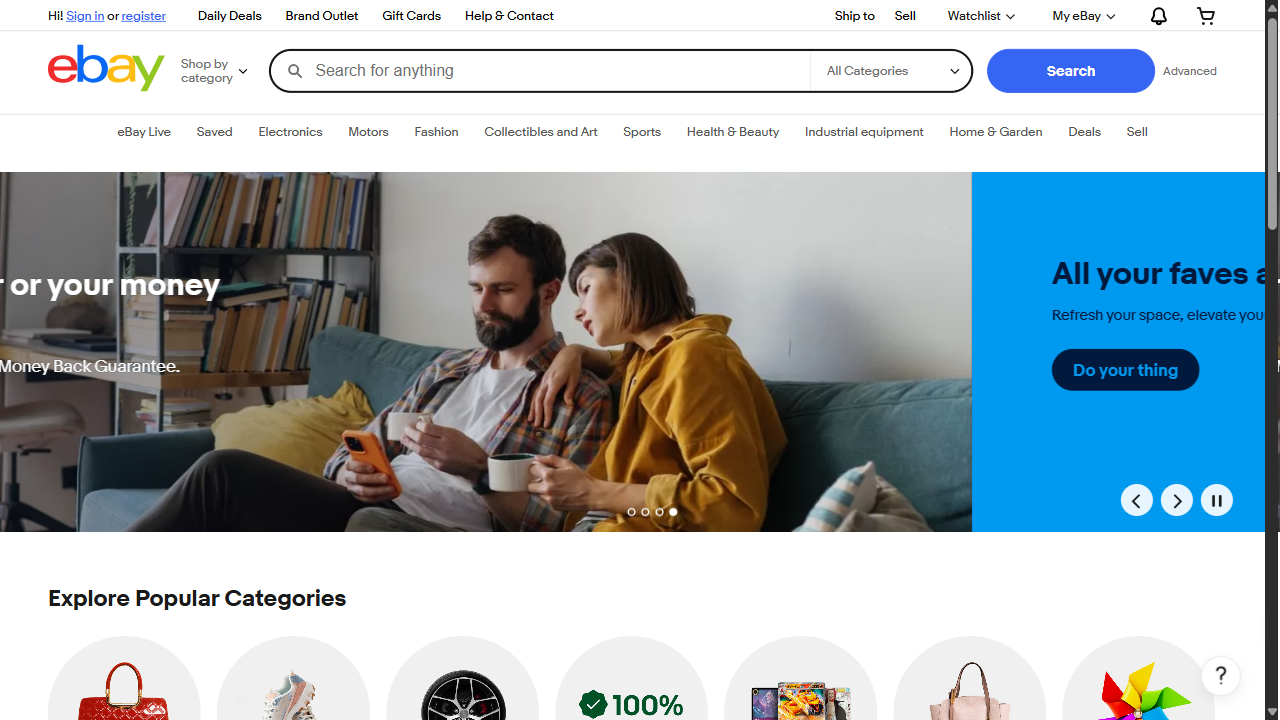 Hi! Sign in or register
Daily Deals
Brand Outlet
Gift Cards
Help & Contact
Ship to
Sell
Watchlist
My eBay
ebay
Shop by
category
Search for anything
All Categories
Search
Advanced
eBay Live
Saved
Electronics
Motors
Fashion
Collectibles and Art
Sports
Health & Beauty
Industrial equipment
Home & Garden
Deals
Sell
or your money
Money Back Guarantee.
All your faves a
Refresh your space, elevate you
Do your thing
Explore Popular Categories
100%
?